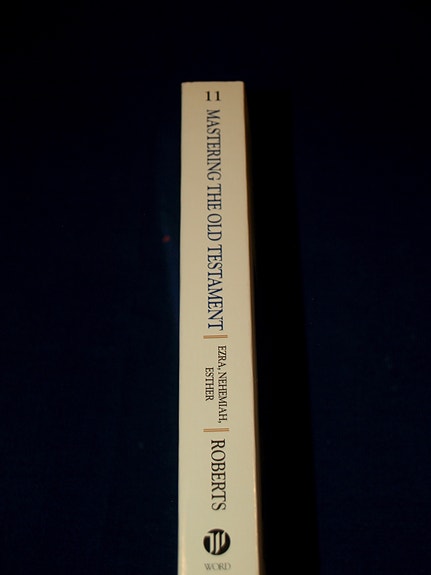 11
MASTERING THE OLD TESTAMENT
EZRA, NEHEMIAH,
ESTHER
ROBERTS
W
WORD